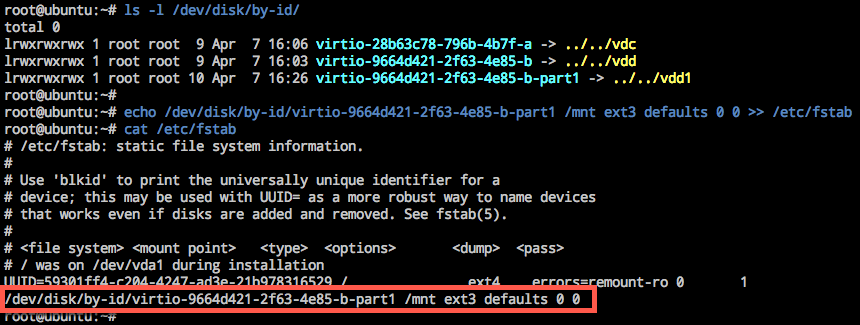 root@ubuntu:~# ls -l /dev/disk/by-id/
total 0
lrwxrwxrwx 1 root root  9 Apr  7 16:06 virtio-28b63c78-796b-4b7f-a -> ../../vdc
lrwxrwxrwx 1 root root  9 Apr  7 16:03 virtio-9664d421-2f63-4e85-b -> ../../vdd
lrwxrwxrwx 1 root root 10 Apr  7 16:26 virtio-9664d421-2f63-4e85-b-part1 -> ../../vdd1
root@ubuntu:~#
root@ubuntu:~# echo /dev/disk/by-id/virtio-9664d421-2f63-4e85-b-part1 /mnt ext3 defaults 0 0 >> /etc/fstab
root@ubuntu:~# cat /etc/fstab
# /etc/fstab: static file system information.
#
# Use 'blkid' to print the universally unique identifier for a
# device; this may be used with UUID= as a more robust way to name devices
# that works even if disks are added and removed. See fstab(5).
#
# <file system> <mount point>   <type>  <options>       <dump>  <pass>
# / was on /dev/vda1 during installation
UUID=59301ff4-c204-4247-ad3e-21b978316529 /               ext4    errors=remount-ro 0       1
/dev/disk/by-id/virtio-9664d421-2f63-4e85-b-part1 /mnt ext3 defaults 0 0
root@ubuntu:~#